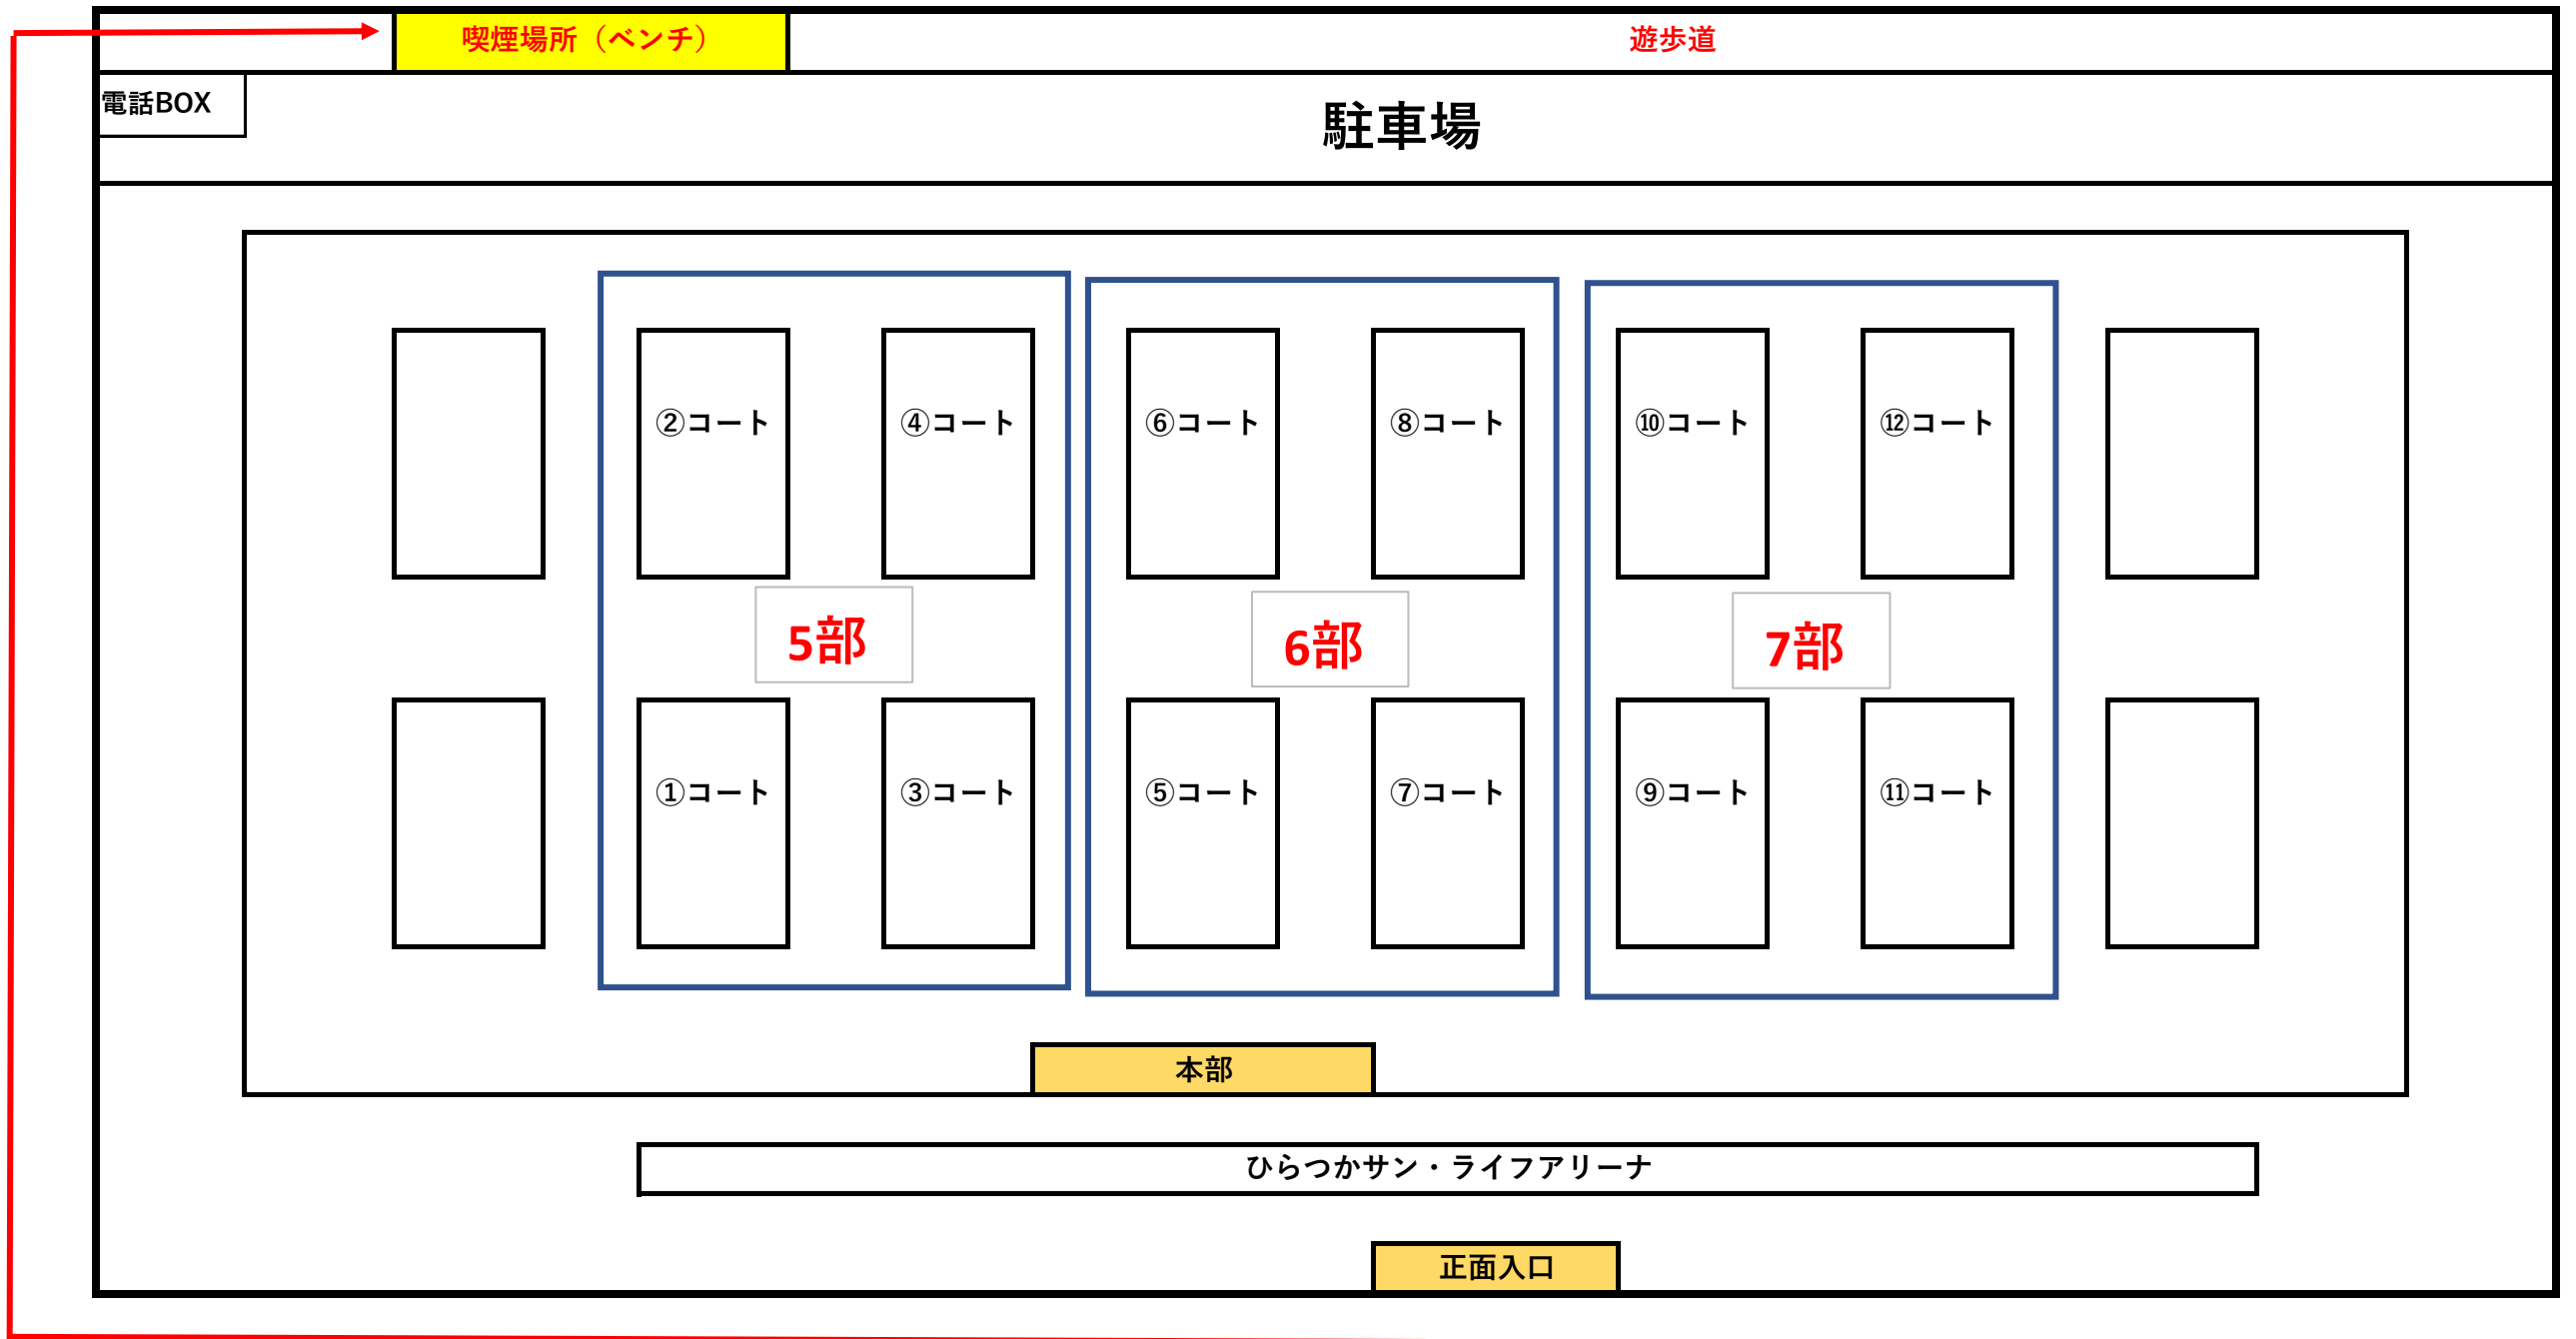 喫煙場所（ベンチ）
遊歩道
電話BOX
駐車場
②コート
④コート
⑥コート
⑧コート
⑩コート
⑫コート
5部
6部
7部
①コート
③コート
⑤コート
⑦コート
⑨コート
⑪コート
本部
ひらつかサン・ライフアリーナ
正面入口